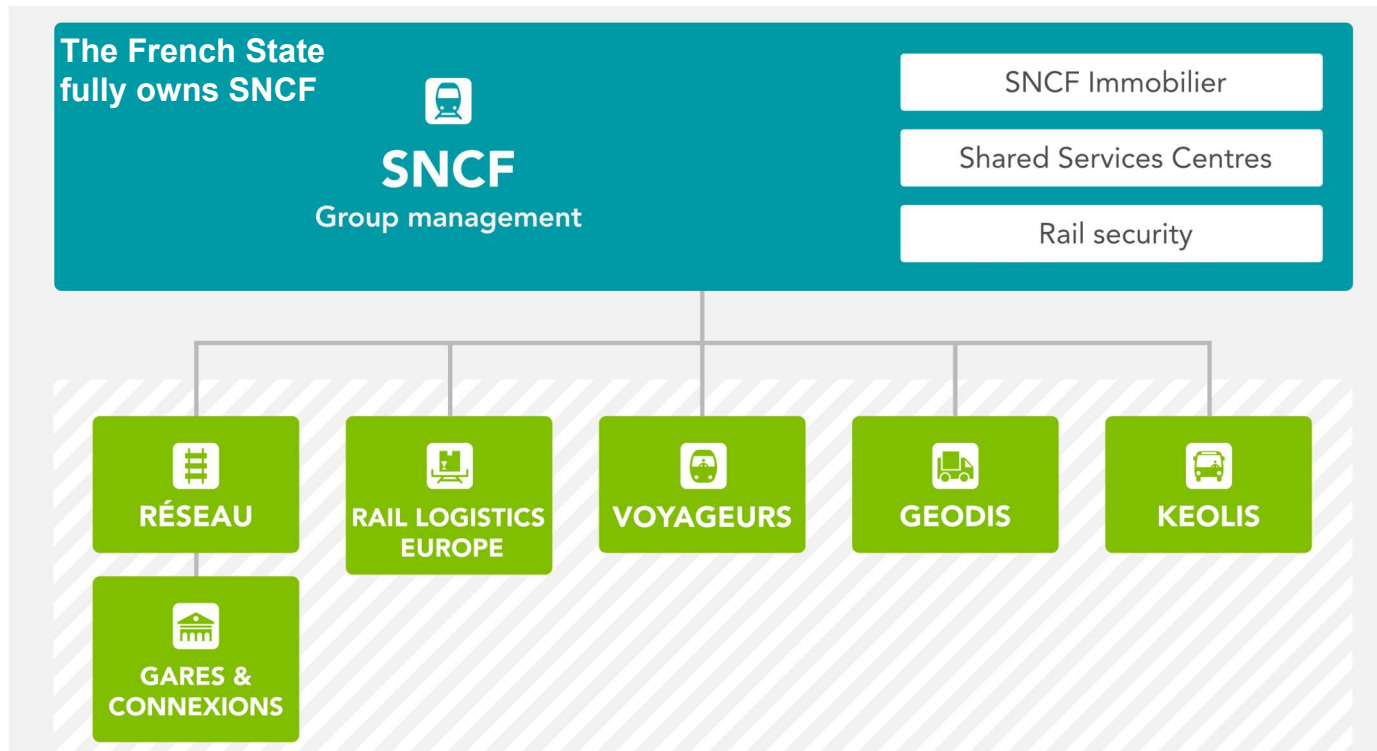 The French State
fully owns SNCF
SNCF
Group management
SNCF Immobilier
Shared Services Centres
Rail security
RÉSEAU
RAIL LOGISTICS
EUROPE
VOYAGEURS
GEODIS
KEOLIS
GARES &
CONNEXIONS